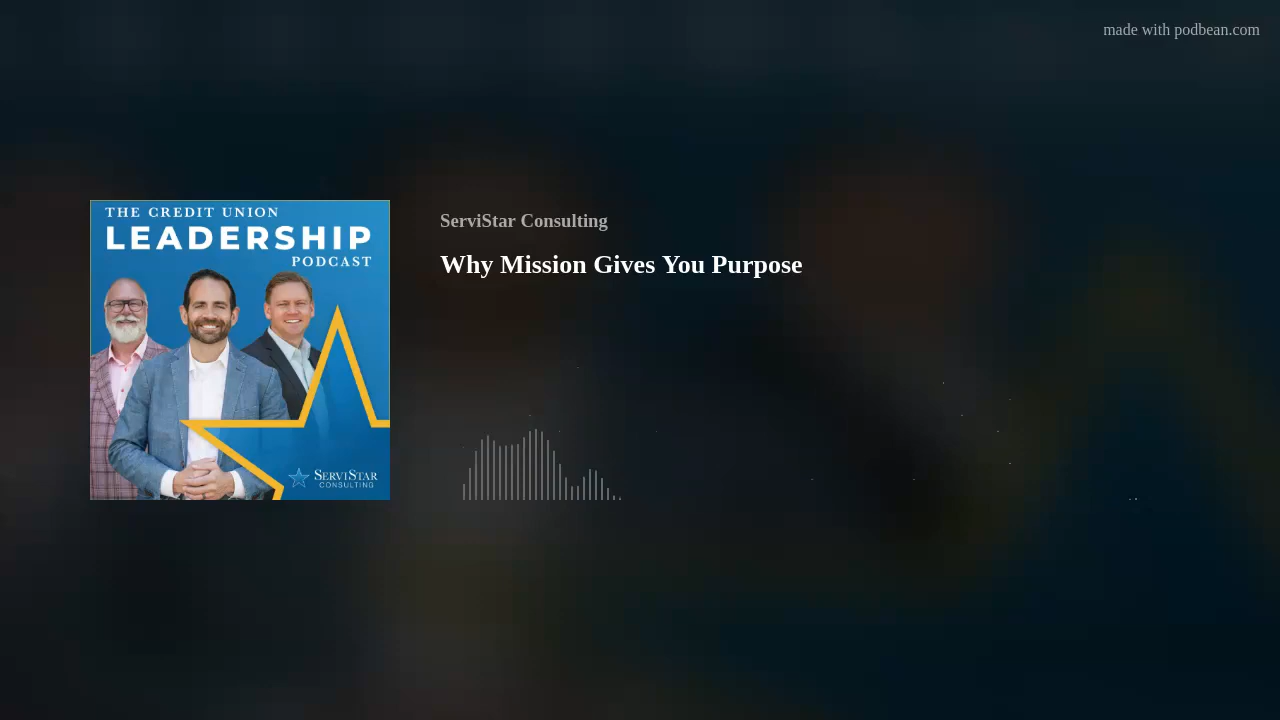 made with podbean.com
THE CREDIT UNION
LEADERSHIP
PODCAST
SERVISTAR
CONSULTING
ServiStar Consulting
Why Mission Gives You Purpose